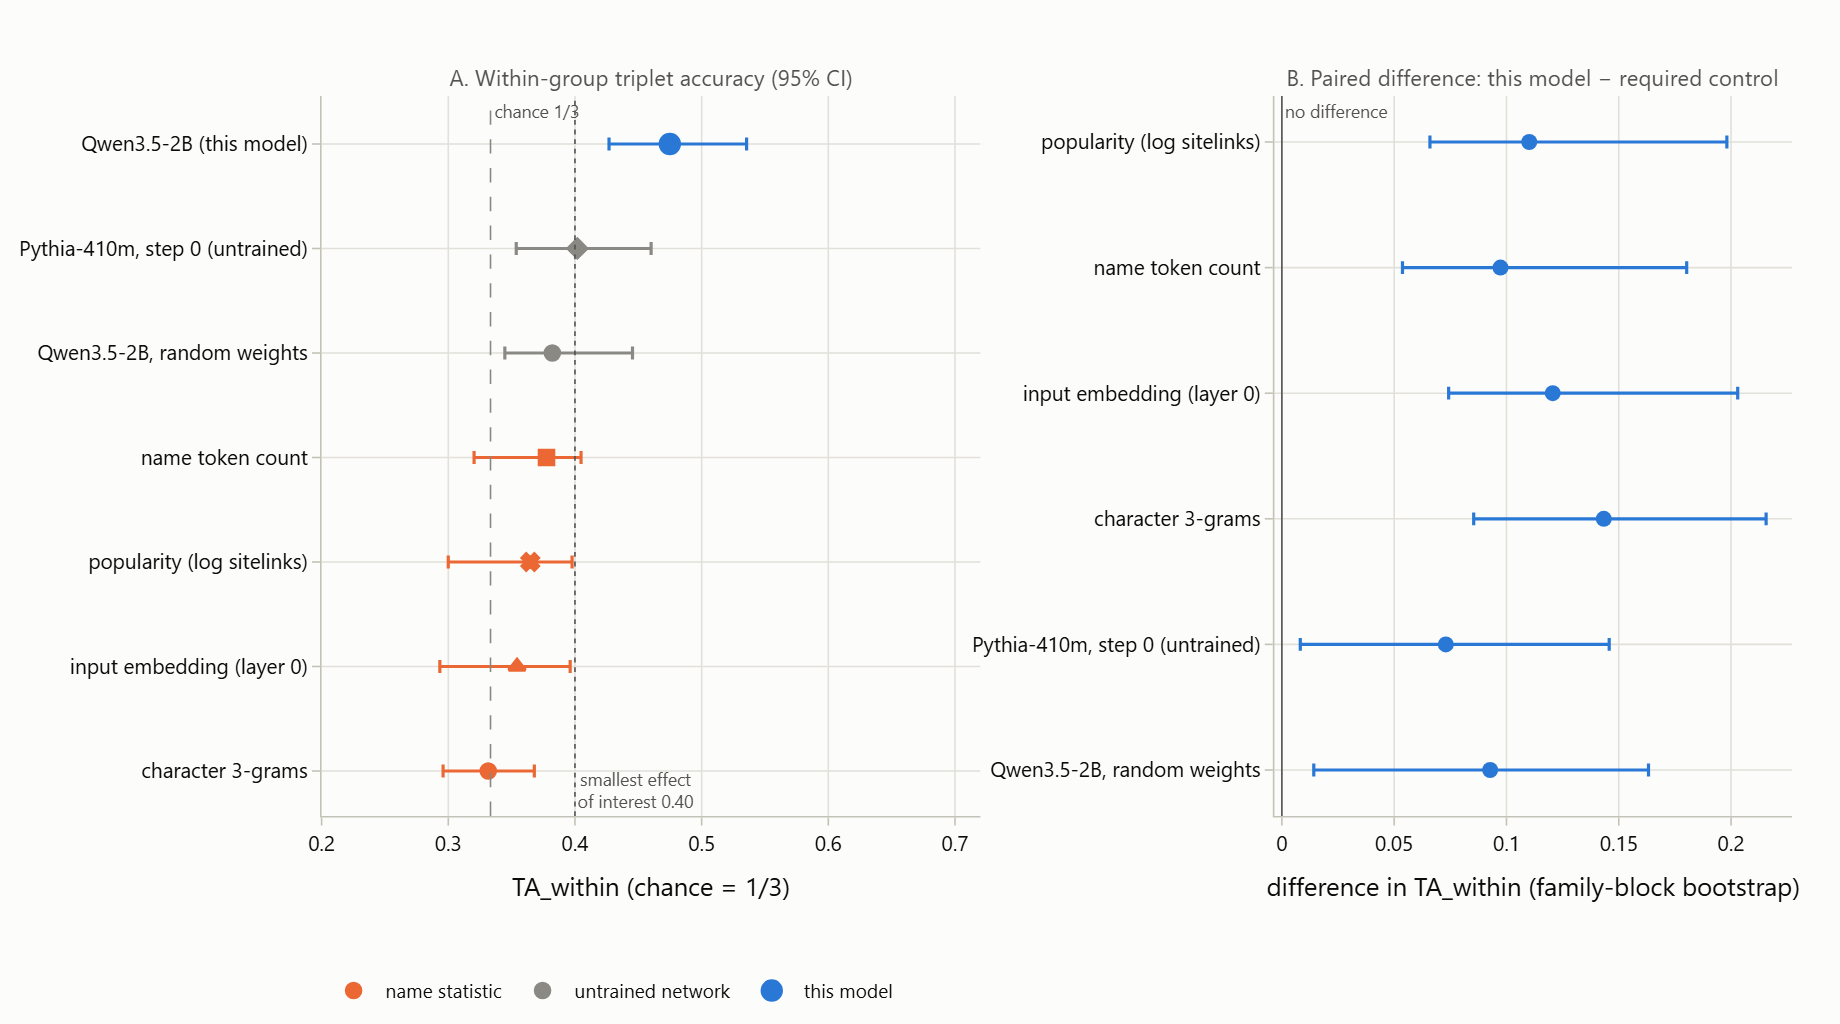 A. Within-group triplet accuracy (95% CI)
chance 1/3
Qwen3.5-2B (this model)
Pythia-410m, step 0 (untrained)
Qwen3.5-2B, random weights
name token count
popularity (log sitelinks)
input embedding (layer 0)
character 3-grams
smallest effect
of interest 0.40
0.2 0.3 0.4 0.5 0.6 0.7
TA_within (chance = 1/3)
B. Paired difference: this model − required control
no difference
popularity (log sitelinks)
name token count
input embedding (layer 0)
character 3-grams
Pythia-410m, step 0 (untrained)
Qwen3.5-2B, random weights
0 0.05 0.1 0.15 0.2
difference in TA_within (family-block bootstrap)
name statistic untrained network this model